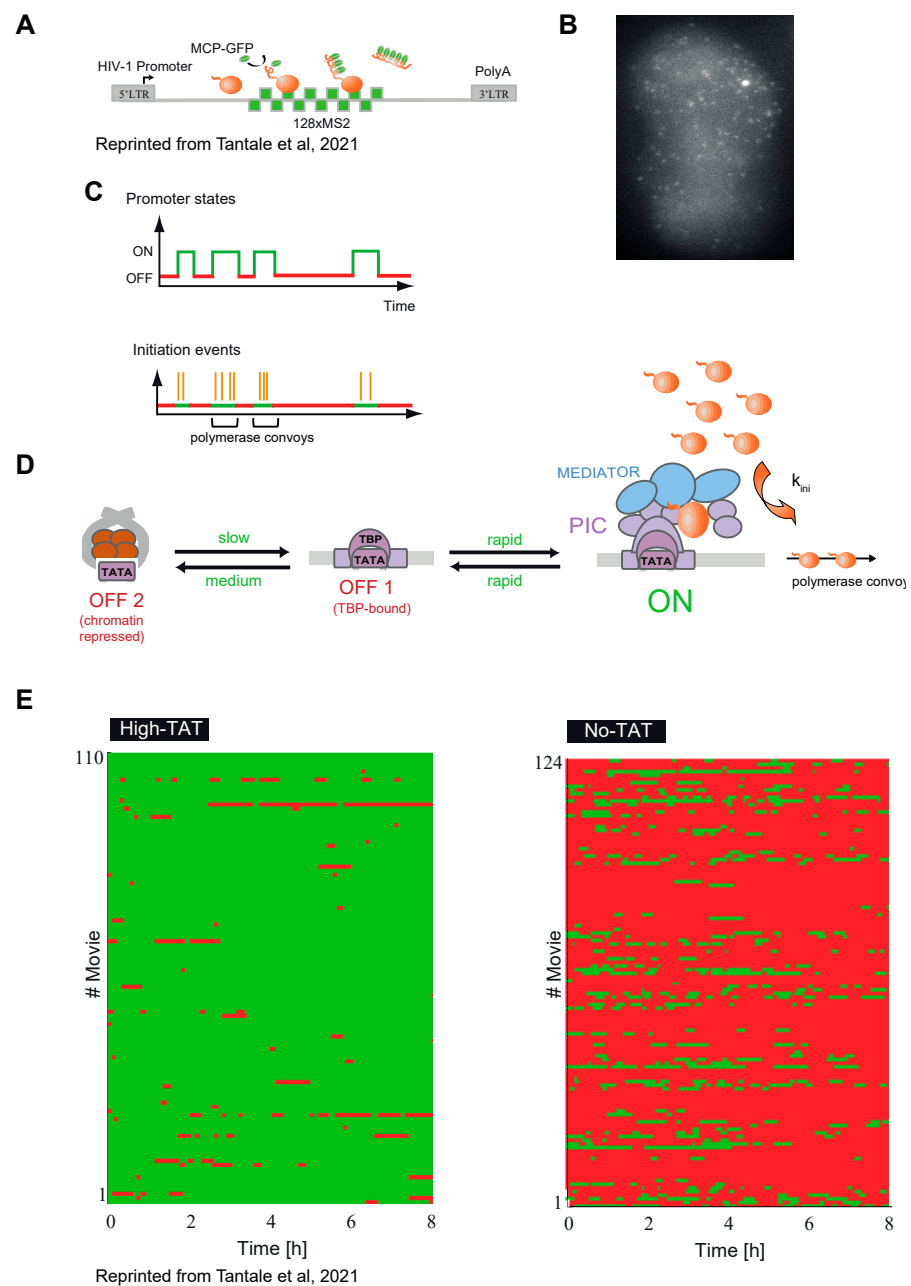 A
MCP-GFP
HIV-1 Promoter
PolyA
5'LTR
3'LTR
128xMS2
Reprinted from Tantale et al, 2021
B
C
Promoter states
ON
OFF
Time
Initiation events
polymerase convoys
D
MEDIATOR
k_ini
PIC
slow
medium
TBP
TATA
rapid
rapid
TATA
TATA
polymerase convoy
OFF 2
(chromatin
repressed)
OFF 1
(TBP-bound)
ON
E
High-TAT
No-TAT
110
124
# Movie
# Movie
1
1
0 2 4 6 8
0 2 4 6 8
Time [h]
Time [h]
Reprinted from Tantale et al, 2021